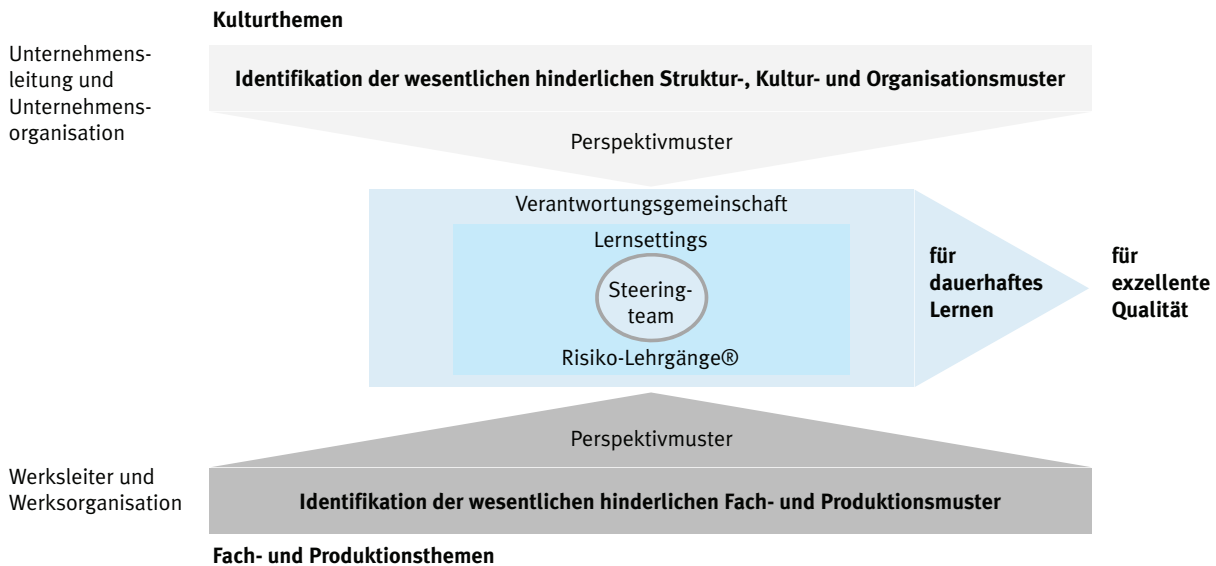 Kulturthemen
Unternehmens-
leitung und
Unternehmens-
organisation
Identifikation der wesentlichen hinderlichen Struktur-, Kultur- und Organisationsmuster
Perspektivmuster
Verantwortungsgemeinschaft
Lernsettings
Steering-
team
Risiko-Lehrgänge®
für
dauerhaftes
Lernen
für
exzellente
Qualität
Perspektivmuster
Werksleiter und
Werksorganisation
Identifikation der wesentlichen hinderlichen Fach- und Produktionsmuster
Fach- und Produktionsthemen